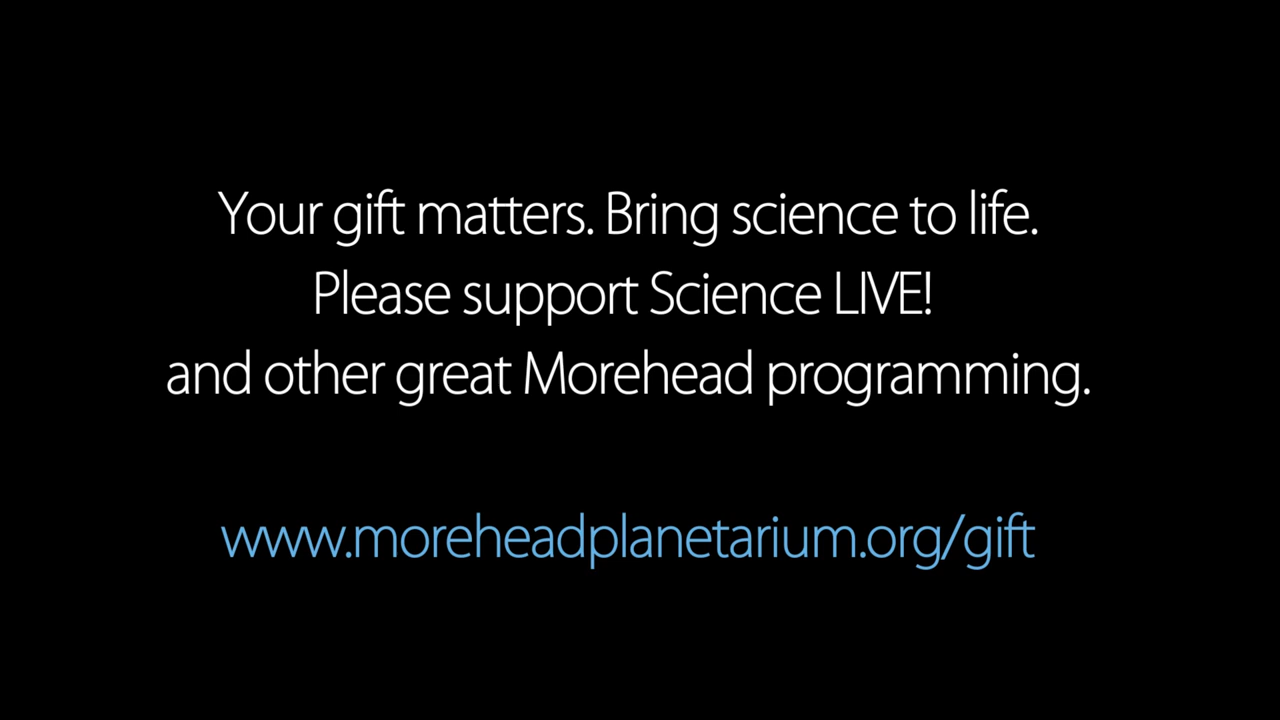 Your gift matters. Bring science to life.
Please support Science LIVE!
and other great Morehead programming.
www.moreheadplanetarium.org/gift